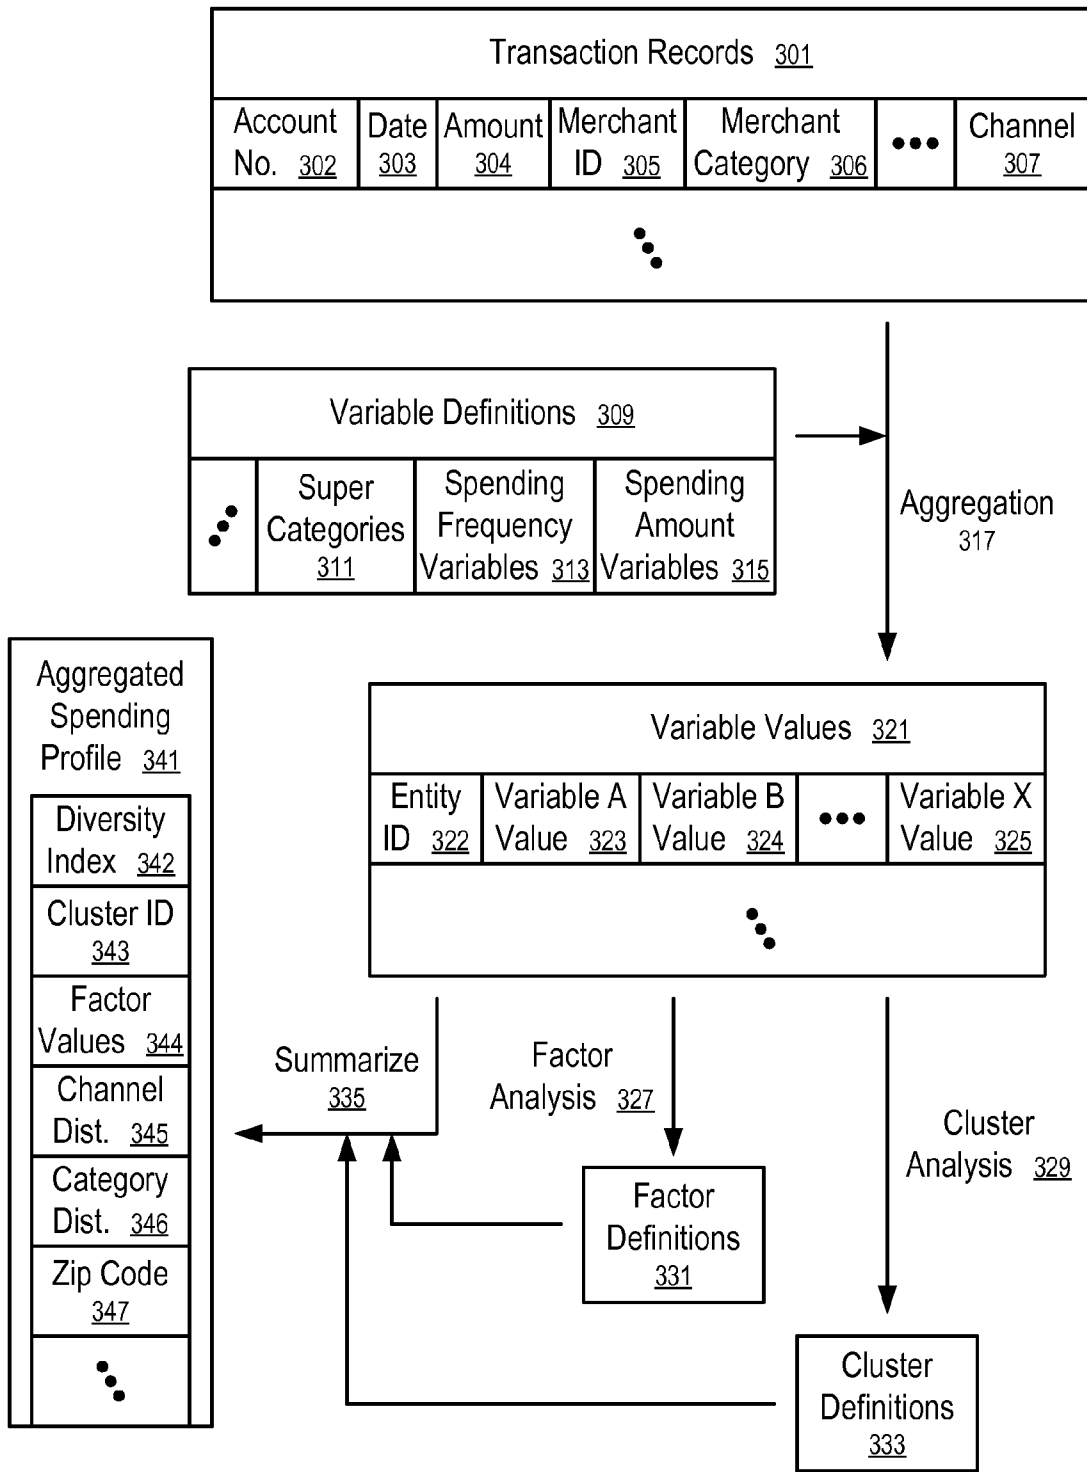 Transaction Records 301
Account
No. 302
Date
303
Amount
304
Merchant
ID 305
Merchant
Category 306
Channel
307
Variable Definitions 309
Super
Categories
311
Spending
Frequency
Variables 313
Spending
Amount
Variables 315
Aggregation
317
Aggregated
Spending
Profile 341
Diversity
Index 342
Cluster ID
343
Factor
Values 344
Channel
Dist. 345
Category
Dist. 346
Zip Code
347
Variable Values 321
Entity
ID 322
Variable A
Value 323
Variable B
Value 324
Variable X
Value 325
Summarize
335
Factor
Analysis 327
Cluster
Analysis 329
Factor
Definitions
331
Cluster
Definitions
333